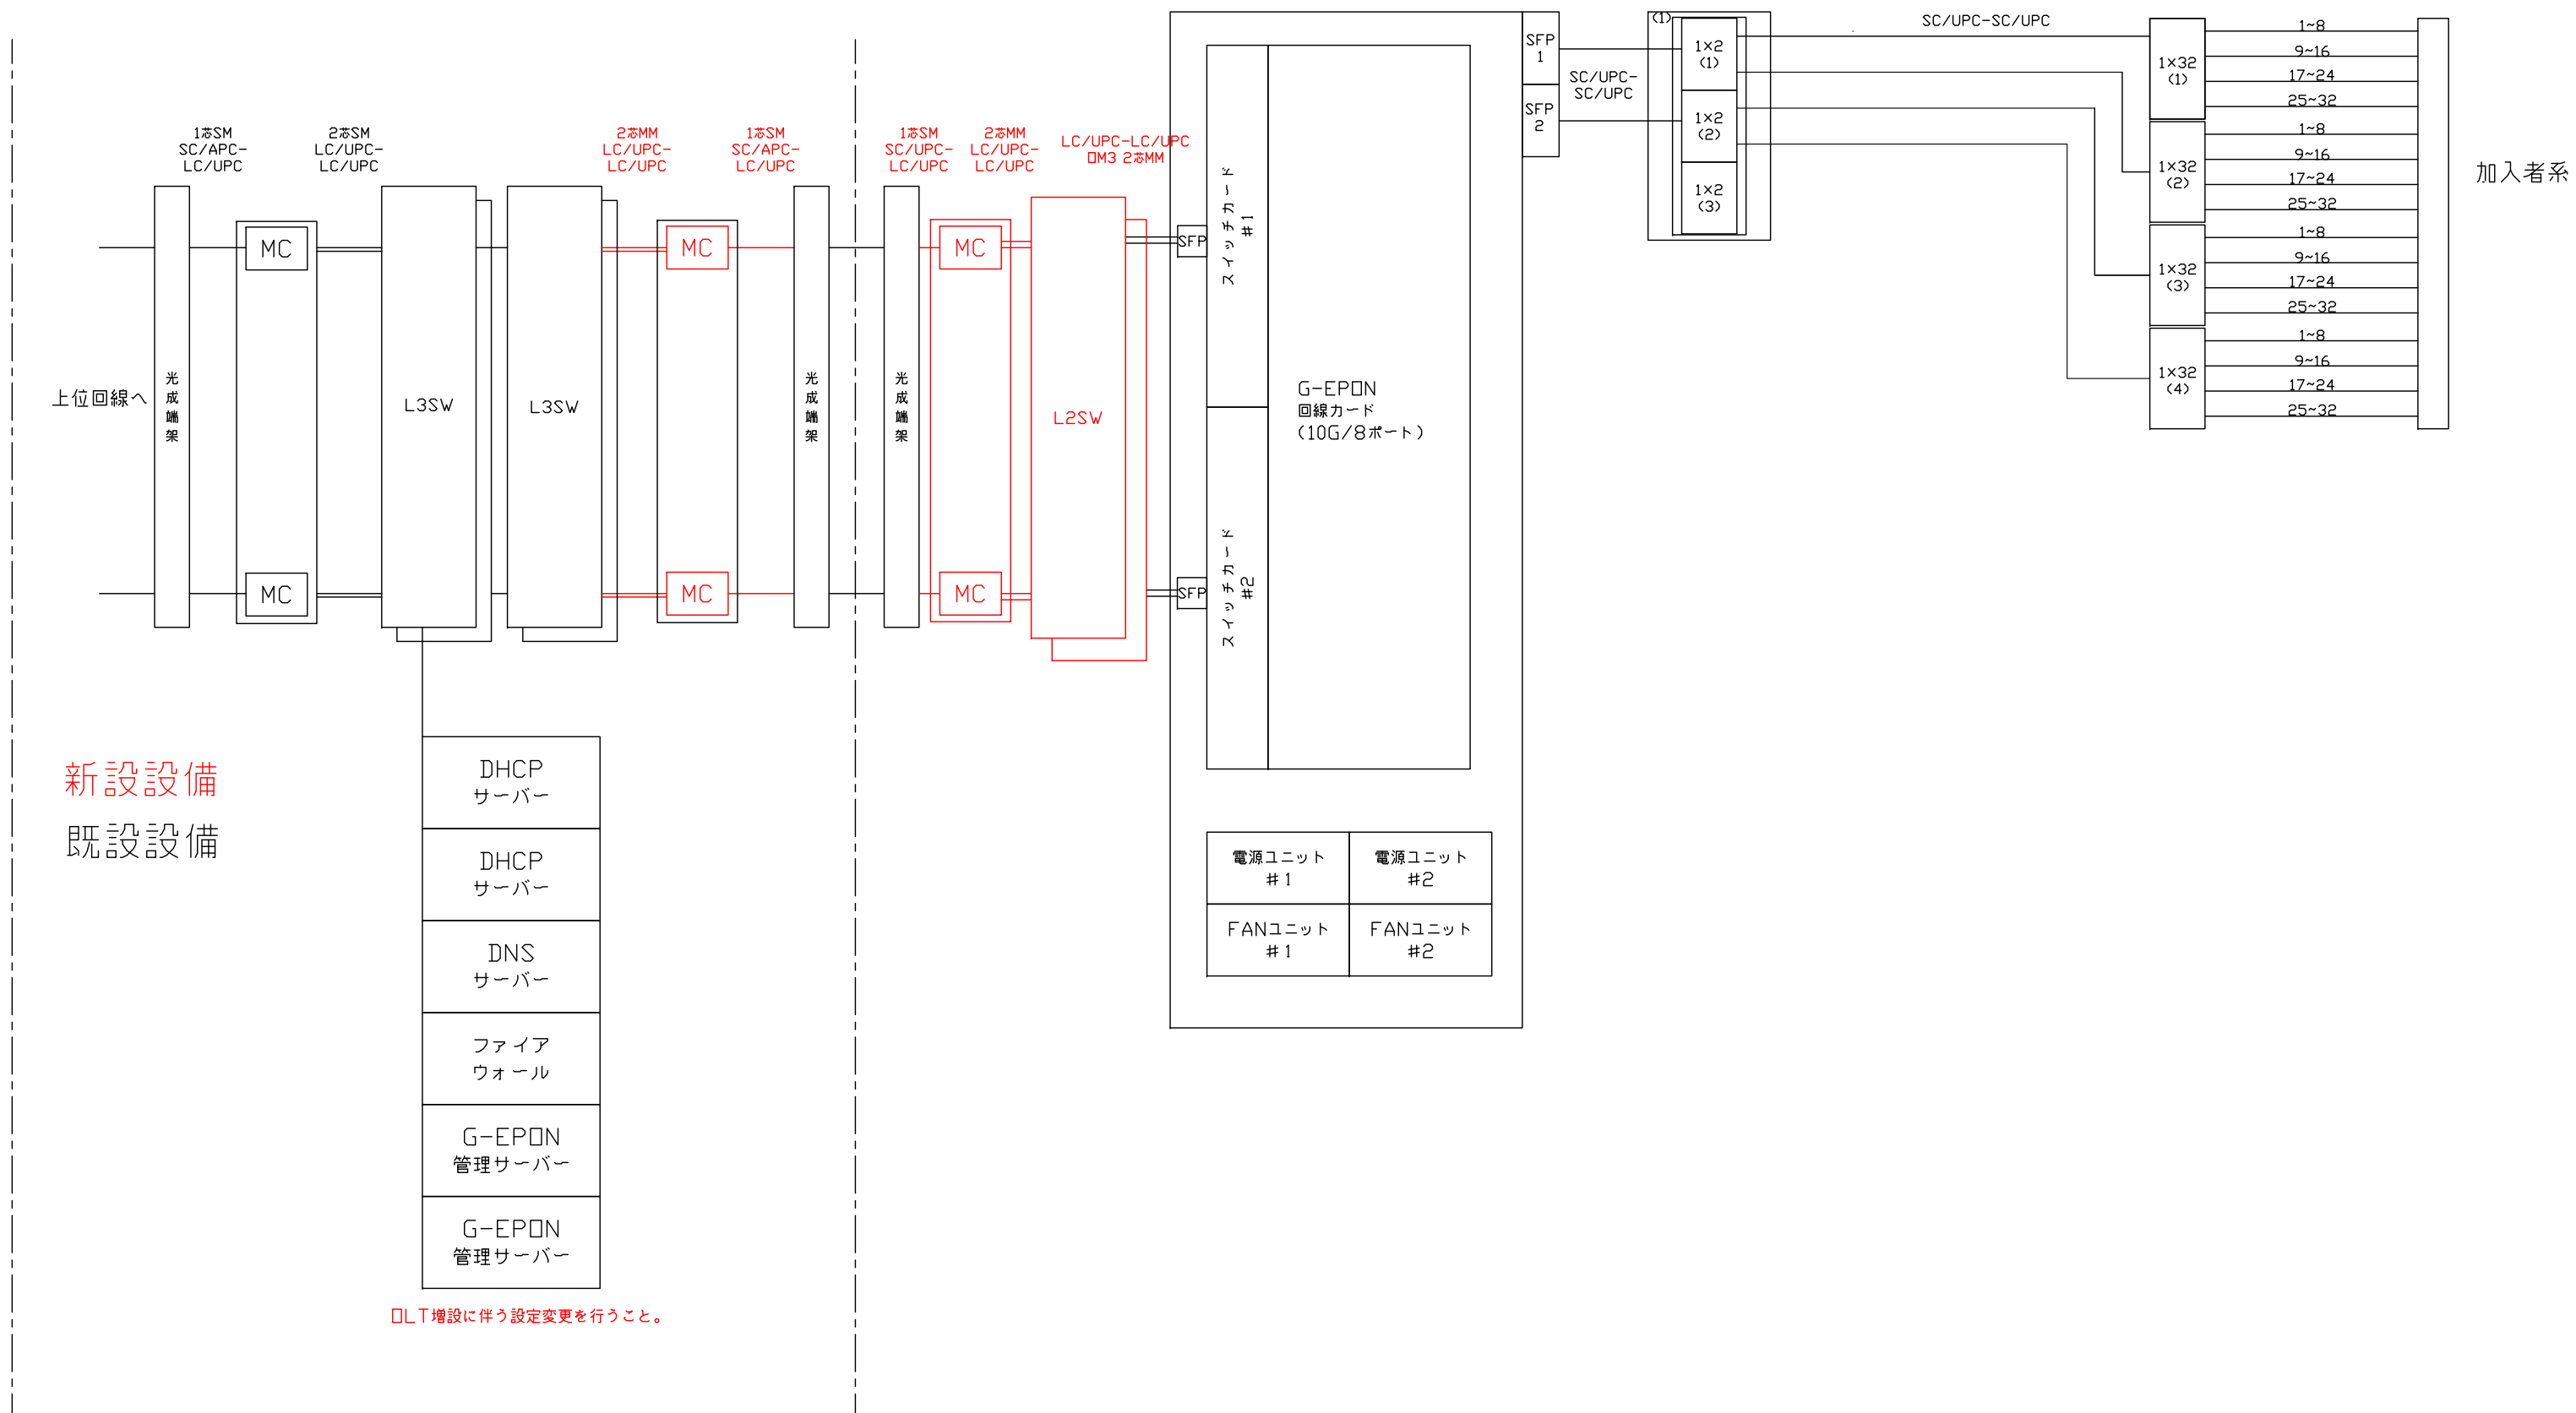 1芯SM
SC/APC-
LC/UPC
2芯SM
LC/UPC-
LC/UPC
2芯MM
LC/UPC-
LC/UPC
1芯SM
SC/APC-
LC/UPC
1芯SM
SC/UPC-
LC/UPC
2芯MM
LC/UPC-
LC/UPC
LC/UPC-LC/UPC
OM3 2芯MM
上位回線へ
光成端架
MC
MC
L3SW
L3SW
MC
MC
光成端架
光成端架
MC
MC
L2SW
SFP
SFP
スイッチカード
#1
スイッチカード
#2
G-EPON
回線カード
(10G/8ポート)
SFP
1
SFP
2
SC/UPC-
SC/UPC
(1)
1×2
(1)
1×2
(2)
1×2
(3)
SC/UPC-SC/UPC
1×32
(1)
1~8
9~16
17~24
25~32
1×32
(2)
1~8
9~16
17~24
25~32
1×32
(3)
1~8
9~16
17~24
25~32
1×32
(4)
1~8
9~16
17~24
25~32
加入者系
新設設備
既設設備
DHCP
サーバー
DHCP
サーバー
DNS
サーバー
ファイア
ウォール
G-EPON
管理サーバー
G-EPON
管理サーバー
OLT増設に伴う設定変更を行うこと。
電源ユニット
#1
電源ユニット
#2
FANユニット
#1
FANユニット
#2